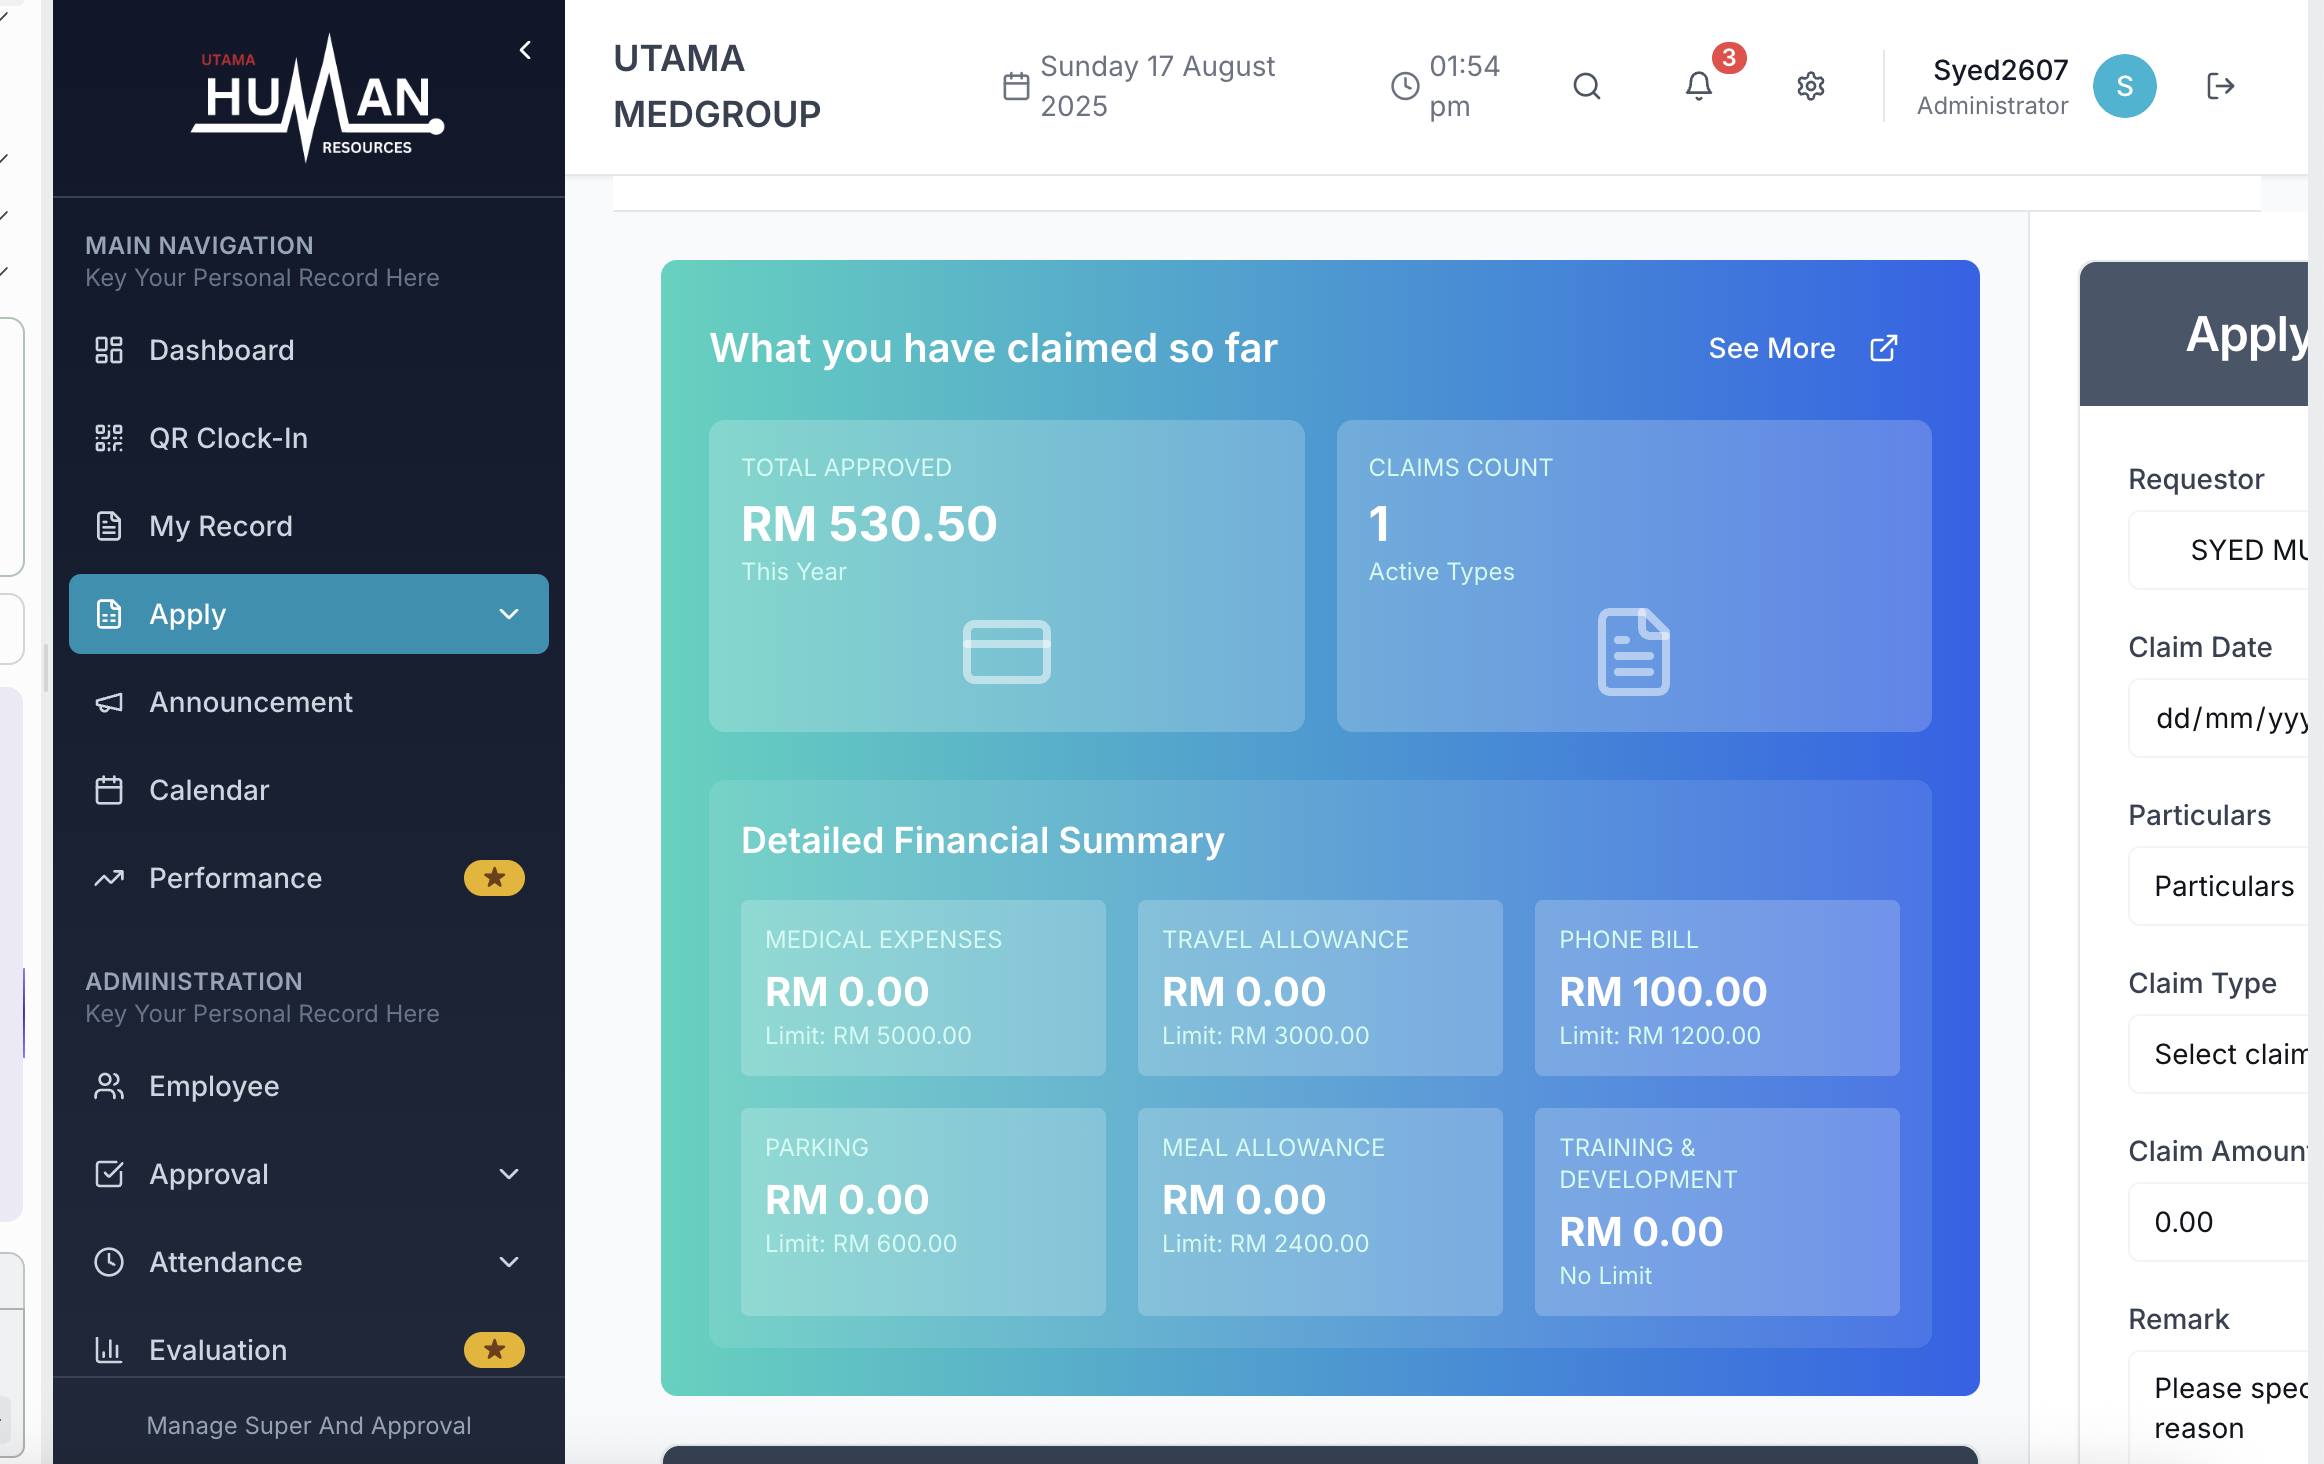 UTAMA
HUMAN
RESOURCES
MAIN NAVIGATION
Key Your Personal Record Here
Dashboard
QR Clock-In
My Record
Apply
Announcement
Calendar
Performance
ADMINISTRATION
Key Your Personal Record Here
Employee
Approval
Attendance
Evaluation
Manage Super And Approval
UTAMA
MEDGROUP
Sunday 17 August
2025
01:54
pm
3
Syed2607
Administrator
S
What you have claimed so far
See More
TOTAL APPROVED
RM 530.50
This Year
CLAIMS COUNT
1
Active Types
Detailed Financial Summary
MEDICAL EXPENSES
RM 0.00
Limit: RM 5000.00
TRAVEL ALLOWANCE
RM 0.00
Limit: RM 3000.00
PHONE BILL
RM 100.00
Limit: RM 1200.00
PARKING
RM 0.00
Limit: RM 600.00
MEAL ALLOWANCE
RM 0.00
Limit: RM 2400.00
TRAINING &
DEVELOPMENT
RM 0.00
No Limit
Apply
Requestor
SYED MU
Claim Date
dd/mm/yyy
Particulars
Particulars
Claim Type
Select claim
Claim Amount
0.00
Remark
Please spec
reason